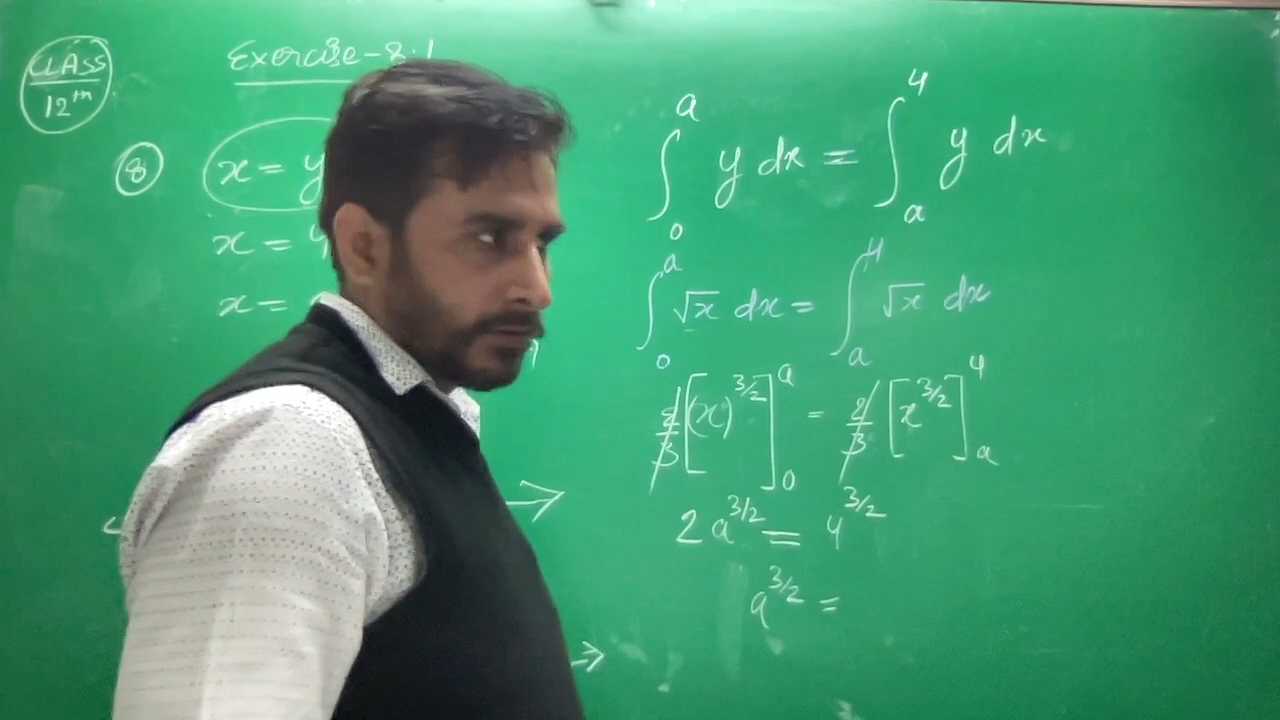 CLASS
12th
Exercise-8.1
8
x = y
x = 4
x =
∫₀ᵃ y dx = ∫ₐ⁴ y dx
∫₀ᵃ √x dx = ∫ₐ⁴ √x dx
2/3 [(x)^3/2]₀ᵃ = 2/3 [x^3/2]ₐ⁴
2a^3/2 = 4^3/2
a^3/2 =